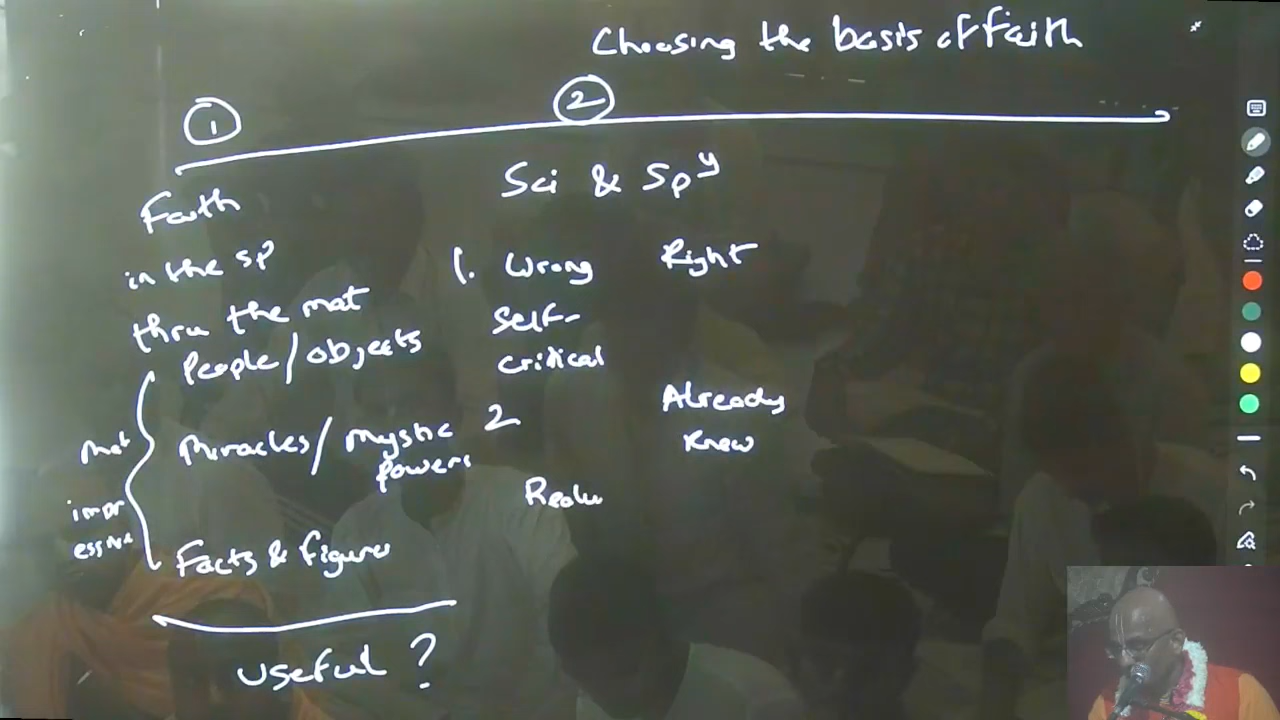 Choosing the basis of Faith
1
2
Faith
in the sp
thru the mat
People/objects
Miracles/Mystic
powers
Mat
impr
essive
Facts & figures
useful?
Sci & Spy
1. Wrong Right
Self-
critical
2 Already
knew